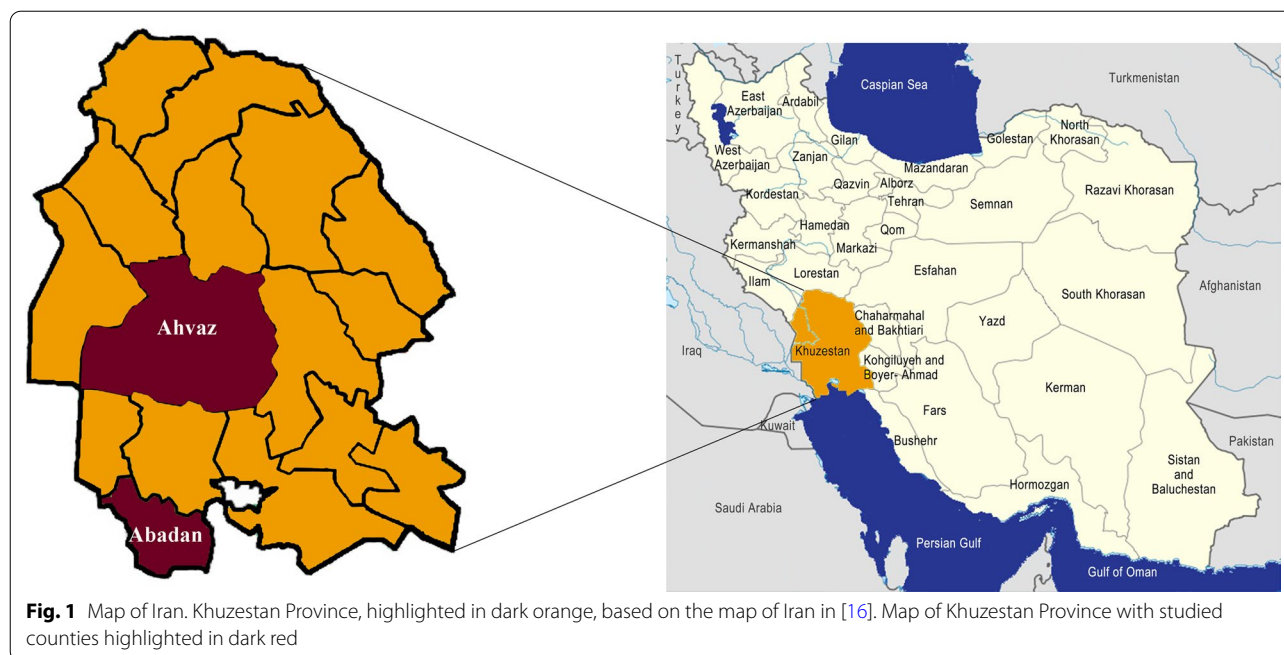 Ahvaz
Abadan
Turkey
Caspian Sea
Turkmenistan
East
Azerbaijan
Ardabil
West
Azerbaijan
Gilan
Zanjan
Golestan
North
Khorasan
Mazandaran
Razavi Khorasan
Kordestan
Qazvin
Alborz
Tehran
Semnan
Hamedan
Qom
Kermanshah
Markazi
Lorestan
Esfahan
Ilam
South Khorasan
Afghanistan
Chaharmahal
and Bakhtiari
Yazd
Iraq
Khuzestan
Kohgiluyeh and
Boyer- Ahmad
Kerman
Fars
Kuwait
Bushehr
Pakistan
Sistan
and
Baluchestan
Hormozgan
Saudi Arabia
Persian Gulf
Gulf of Oman
Fig. 1 Map of Iran. Khuzestan Province, highlighted in dark orange, based on the map of Iran in [16]. Map of Khuzestan Province with studied
counties highlighted in dark red